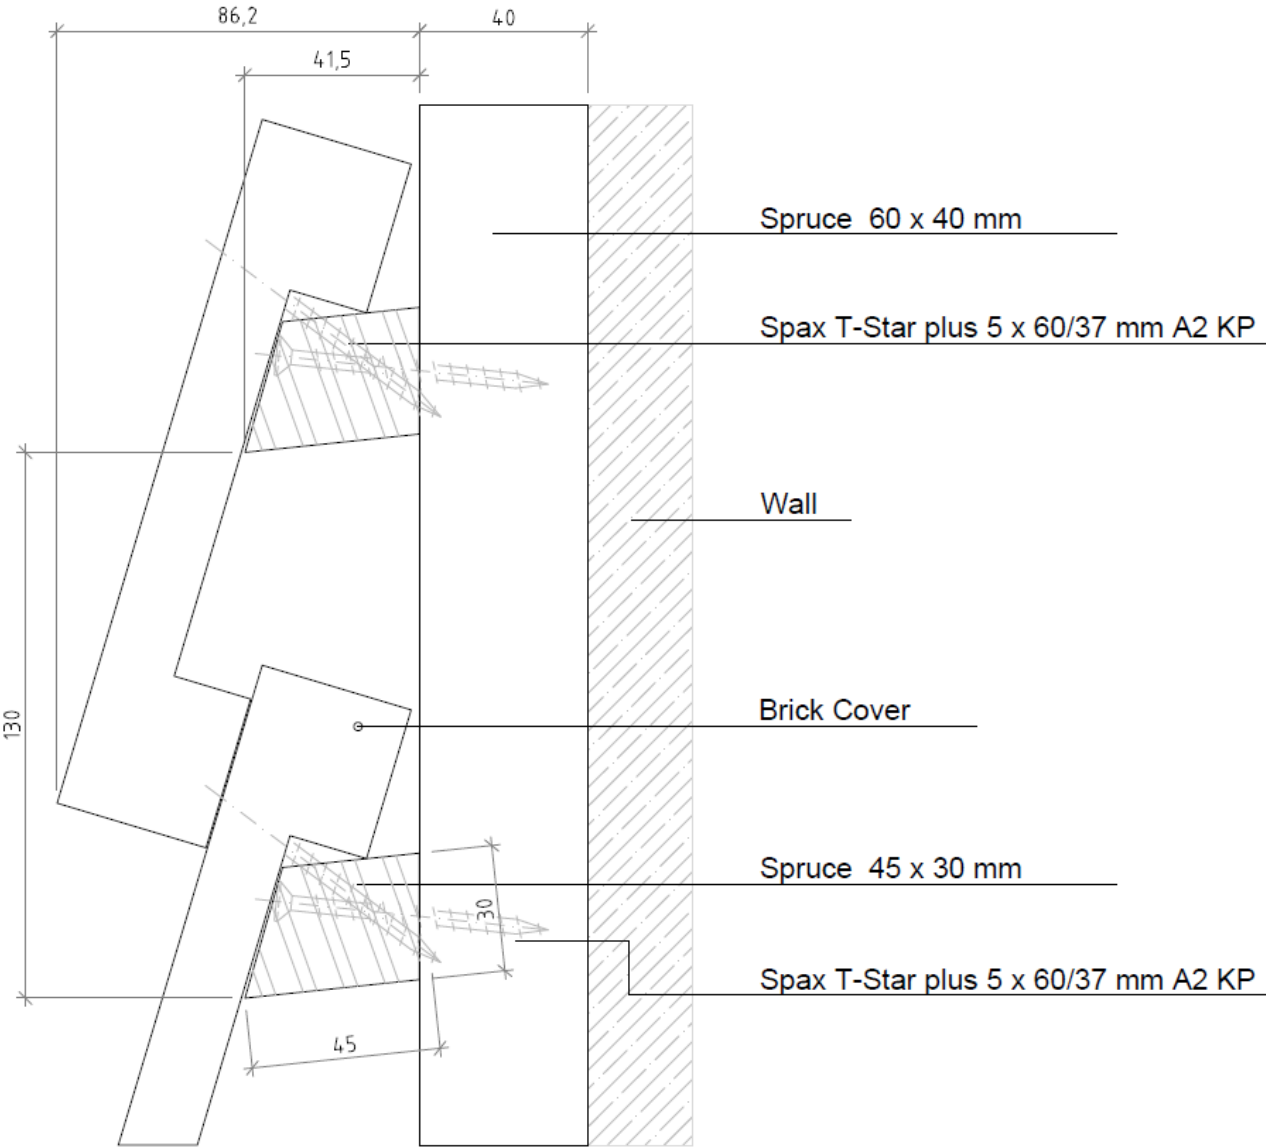 86,2
40
41,5
Spruce 60 x 40 mm
Spax T-Star plus 5 x 60/37 mm A2 KP
Wall
Brick Cover
130
Spruce 45 x 30 mm
30
Spax T-Star plus 5 x 60/37 mm A2 KP
45